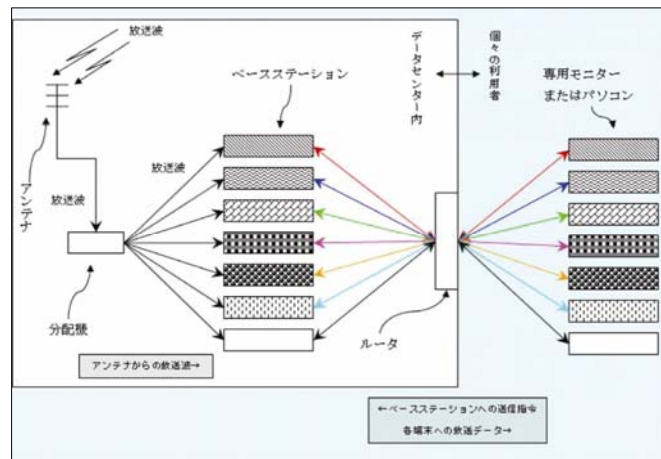 放送波
ベースステーション
データセンター内
個々の利用者
専用モニター
またはパソコン
アンテナ
放送波
放送波
分配機
ルータ
アンテナからの放送波→
←ベースステーションへの送信指令
各端末への放送データ→